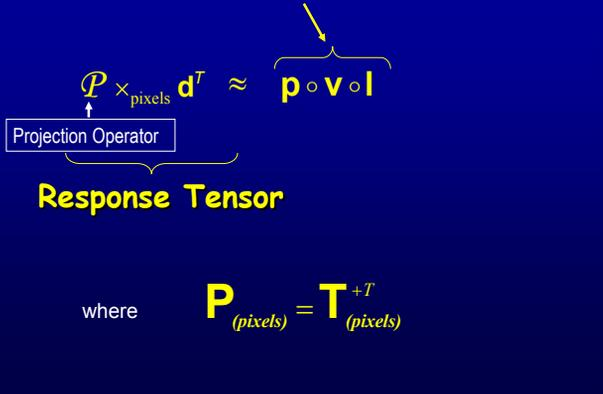 𝒫 ×pixels dᵀ ≈ p ∘ v ∘ l
Projection Operator
Response Tensor
where P(pixels) = T(pixels)⁺ᵀ